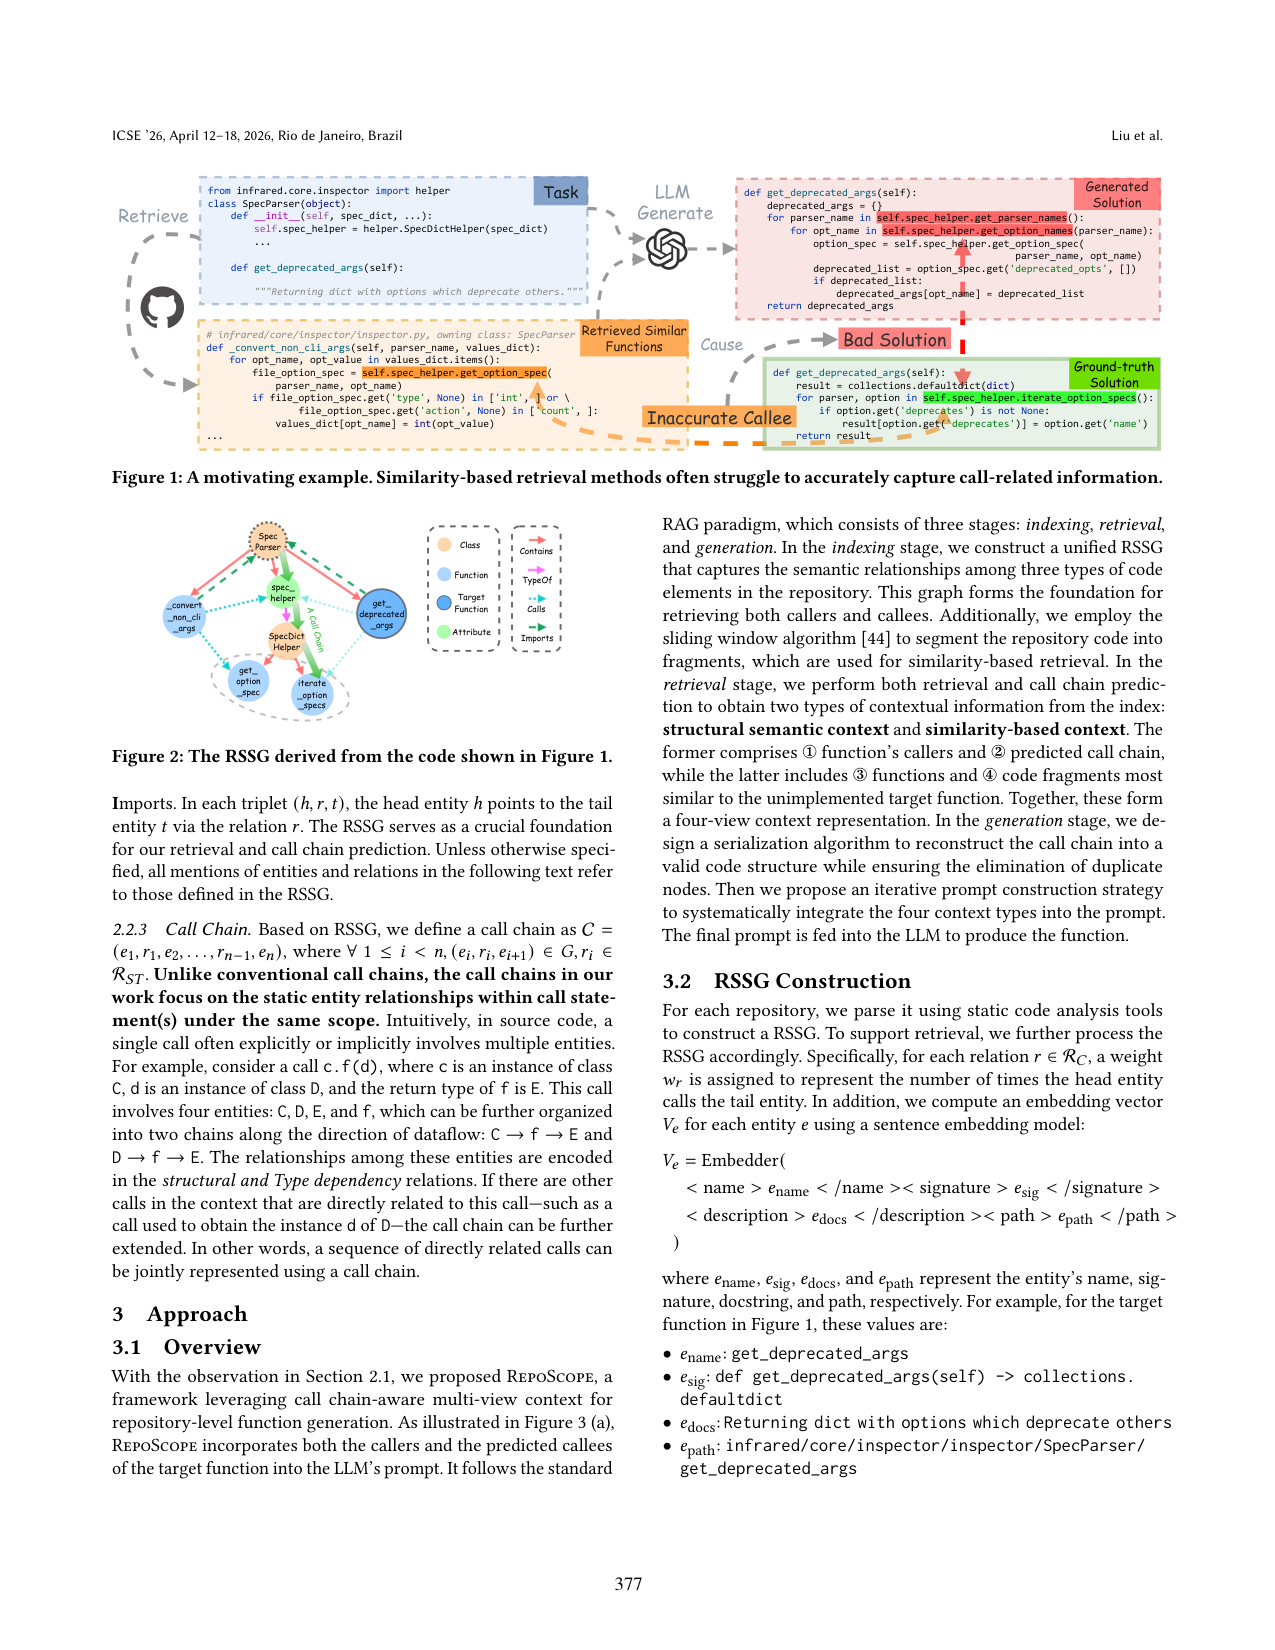 ICSE ’26, April 12–18, 2026, Rio de Janeiro, Brazil
Liu et al.
Retrieve
Task
from infrared.core.inspector import helper
class SpecParser(object):
def __init__(self, spec_dict, ...):
self.spec_helper = helper.SpecDictHelper(spec_dict)
...
def get_deprecated_args(self):
"""Returning dict with options which deprecate others."""
Retrieved Similar
Functions
# infrared/core/inspector/inspector.py, owning class: SpecParser
def _convert_non_cli_args(self, parser_name, values_dict):
for opt_name, opt_value in values_dict.items():
file_option_spec = self.spec_helper.get_option_spec(
parser_name, opt_name)
if file_option_spec.get('type', None) in ['int', ] or \
file_option_spec.get('action', None) in ['count', ]:
values_dict[opt_name] = int(opt_value)
...
LLM
Generate
Generated
Solution
def get_deprecated_args(self):
deprecated_args = {}
for parser_name in self.spec_helper.get_parser_names():
for opt_name in self.spec_helper.get_option_names(parser_name):
option_spec = self.spec_helper.get_option_spec(
parser_name, opt_name)
deprecated_list = option_spec.get('deprecated_opts', [])
if deprecated_list:
deprecated_args[opt_name] = deprecated_list
return deprecated_args
Cause
Bad Solution
Inaccurate Callee
Ground-truth
Solution
def get_deprecated_args(self):
result = collections.defaultdict(dict)
for parser, option in self.spec_helper.iterate_option_specs():
if option.get('deprecates') is not None:
result[option.get('deprecates')] = option.get('name')
return result
Figure 1: A motivating example. Similarity-based retrieval methods often struggle to accurately capture call-related information.
Spec
Parser
_convert
_non_cli
_args
spec_
helper
get_
deprecated
_args
SpecDict
Helper
A Call Chain
get_
option
_spec
iterate
_option
_specs
Class
Function
Target
Function
Attribute
Contains
TypeOf
Calls
Imports
Figure 2: The RSSG derived from the code shown in Figure 1.
Imports. In each triplet (h, r, t), the head entity h points to the tail
entity t via the relation r. The RSSG serves as a crucial foundation
for our retrieval and call chain prediction. Unless otherwise speci-
fied, all mentions of entities and relations in the following text refer
to those defined in the RSSG.
2.2.3 Call Chain. Based on RSSG, we define a call chain as C =
(e1, r1, e2, . . . , rn−1, en), where ∀ 1 ≤ i < n, (ei, ri, ei+1) ∈ G, ri ∈
RST. Unlike conventional call chains, the call chains in our
work focus on the static entity relationships within call state-
ment(s) under the same scope. Intuitively, in source code, a
single call often explicitly or implicitly involves multiple entities.
For example, consider a call c.f(d), where c is an instance of class
C, d is an instance of class D, and the return type of f is E. This call
involves four entities: C, D, E, and f, which can be further organized
into two chains along the direction of dataflow: C → f → E and
D → f → E. The relationships among these entities are encoded
in the structural and Type dependency relations. If there are other
calls in the context that are directly related to this call—such as a
call used to obtain the instance d of D—the call chain can be further
extended. In other words, a sequence of directly related calls can
be jointly represented using a call chain.
3 Approach
3.1 Overview
With the observation in Section 2.1, we proposed RepoScope, a
framework leveraging call chain-aware multi-view context for
repository-level function generation. As illustrated in Figure 3 (a),
RepoScope incorporates both the callers and the predicted callees
of the target function into the LLM’s prompt. It follows the standard
RAG paradigm, which consists of three stages: indexing, retrieval,
and generation. In the indexing stage, we construct a unified RSSG
that captures the semantic relationships among three types of code
elements in the repository. This graph forms the foundation for
retrieving both callers and callees. Additionally, we employ the
sliding window algorithm [44] to segment the repository code into
fragments, which are used for similarity-based retrieval. In the
retrieval stage, we perform both retrieval and call chain predic-
tion to obtain two types of contextual information from the index:
structural semantic context and similarity-based context. The
former comprises ① function’s callers and ② predicted call chain,
while the latter includes ③ functions and ④ code fragments most
similar to the unimplemented target function. Together, these form
a four-view context representation. In the generation stage, we de-
sign a serialization algorithm to reconstruct the call chain into a
valid code structure while ensuring the elimination of duplicate
nodes. Then we propose an iterative prompt construction strategy
to systematically integrate the four context types into the prompt.
The final prompt is fed into the LLM to produce the function.
3.2 RSSG Construction
For each repository, we parse it using static code analysis tools
to construct a RSSG. To support retrieval, we further process the
RSSG accordingly. Specifically, for each relation r ∈ RC, a weight
wr is assigned to represent the number of times the head entity
calls the tail entity. In addition, we compute an embedding vector
Ve for each entity e using a sentence embedding model:
Ve = Embedder(
< name > ename < /name >< signature > esig < /signature >
< description > edocs < /description >< path > epath < /path >
)
where ename, esig, edocs, and epath represent the entity’s name, sig-
nature, docstring, and path, respectively. For example, for the target
function in Figure 1, these values are:
• ename: get_deprecated_args
• esig: def get_deprecated_args(self) -> collections.
defaultdict
• edocs: Returning dict with options which deprecate others
• epath: infrared/core/inspector/inspector/SpecParser/
get_deprecated_args
377